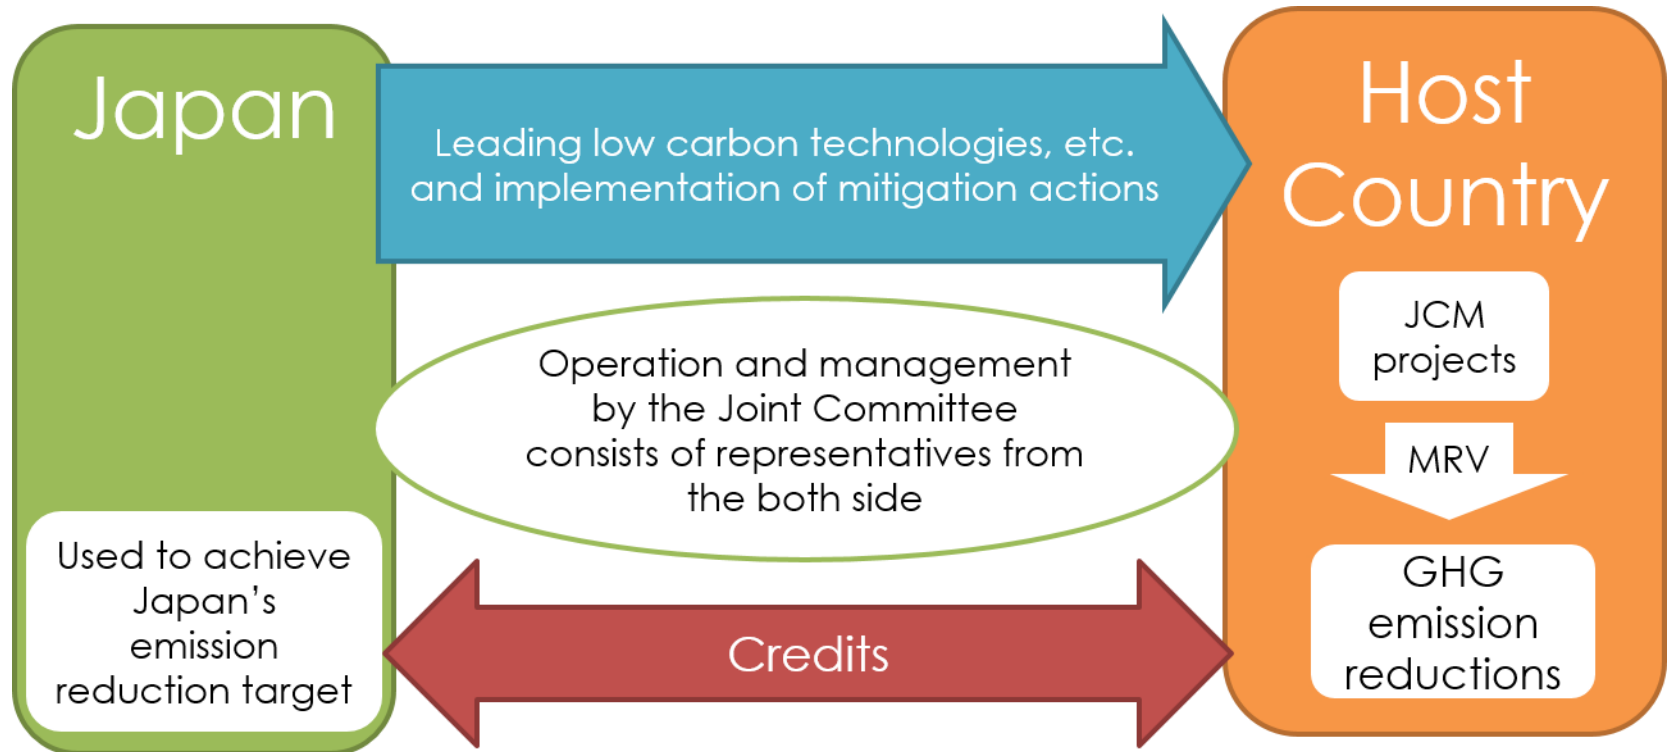 Japan
Leading low carbon technologies, etc.
and implementation of mitigation actions
Host
Country
JCM
projects
MRV
GHG
emission
reductions
Operation and management
by the Joint Committee
consists of representatives from
the both side
Used to achieve
Japan’s
emission
reduction target
Credits